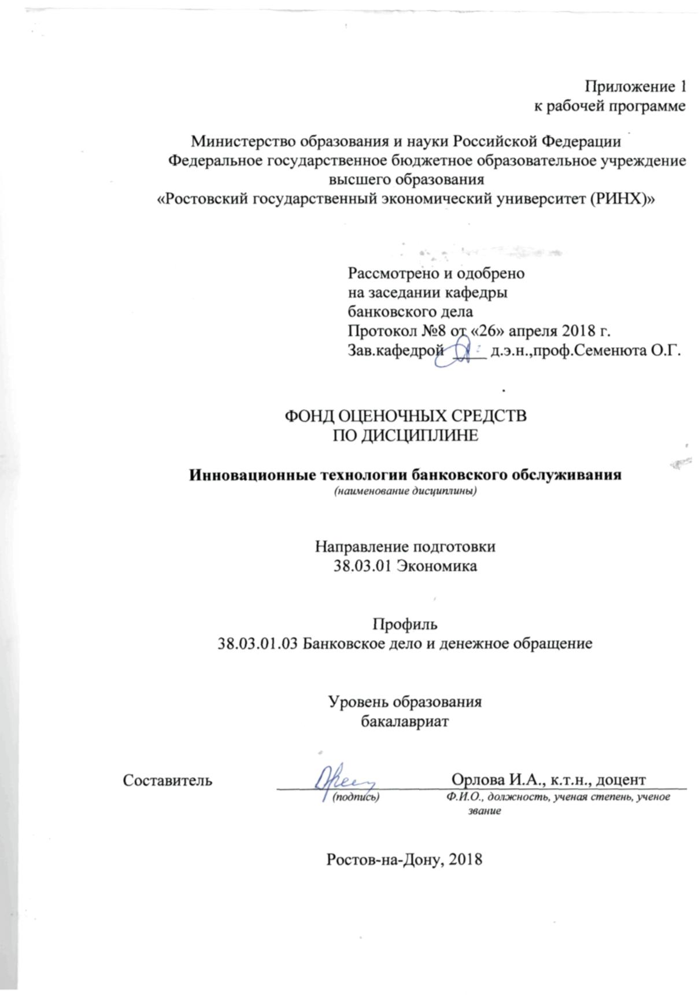 Приложение 1
к рабочей программе
Министерство образования и науки Российской Федерации
Федеральное государственное бюджетное образовательное учреждение
высшего образования
«Ростовский государственный экономический университет (РИНХ)»
Рассмотрено и одобрено
на заседании кафедры
банковского дела
Протокол №8 от «26» апреля 2018 г.
Зав.кафедрой _____ д.э.н.,проф.Семенюта О.Г.
ФОНД ОЦЕНОЧНЫХ СРЕДСТВ
ПО ДИСЦИПЛИНЕ
Инновационные технологии банковского обслуживания
(наименование дисциплины)
Направление подготовки
38.03.01 Экономика
Профиль
38.03.01.03 Банковское дело и денежное обращение
Уровень образования
бакалавриат
Составитель Орлова И.А., к.т.н., доцент
(подпись) Ф.И.О., должность, ученая степень, ученое
звание
Ростов-на-Дону, 2018